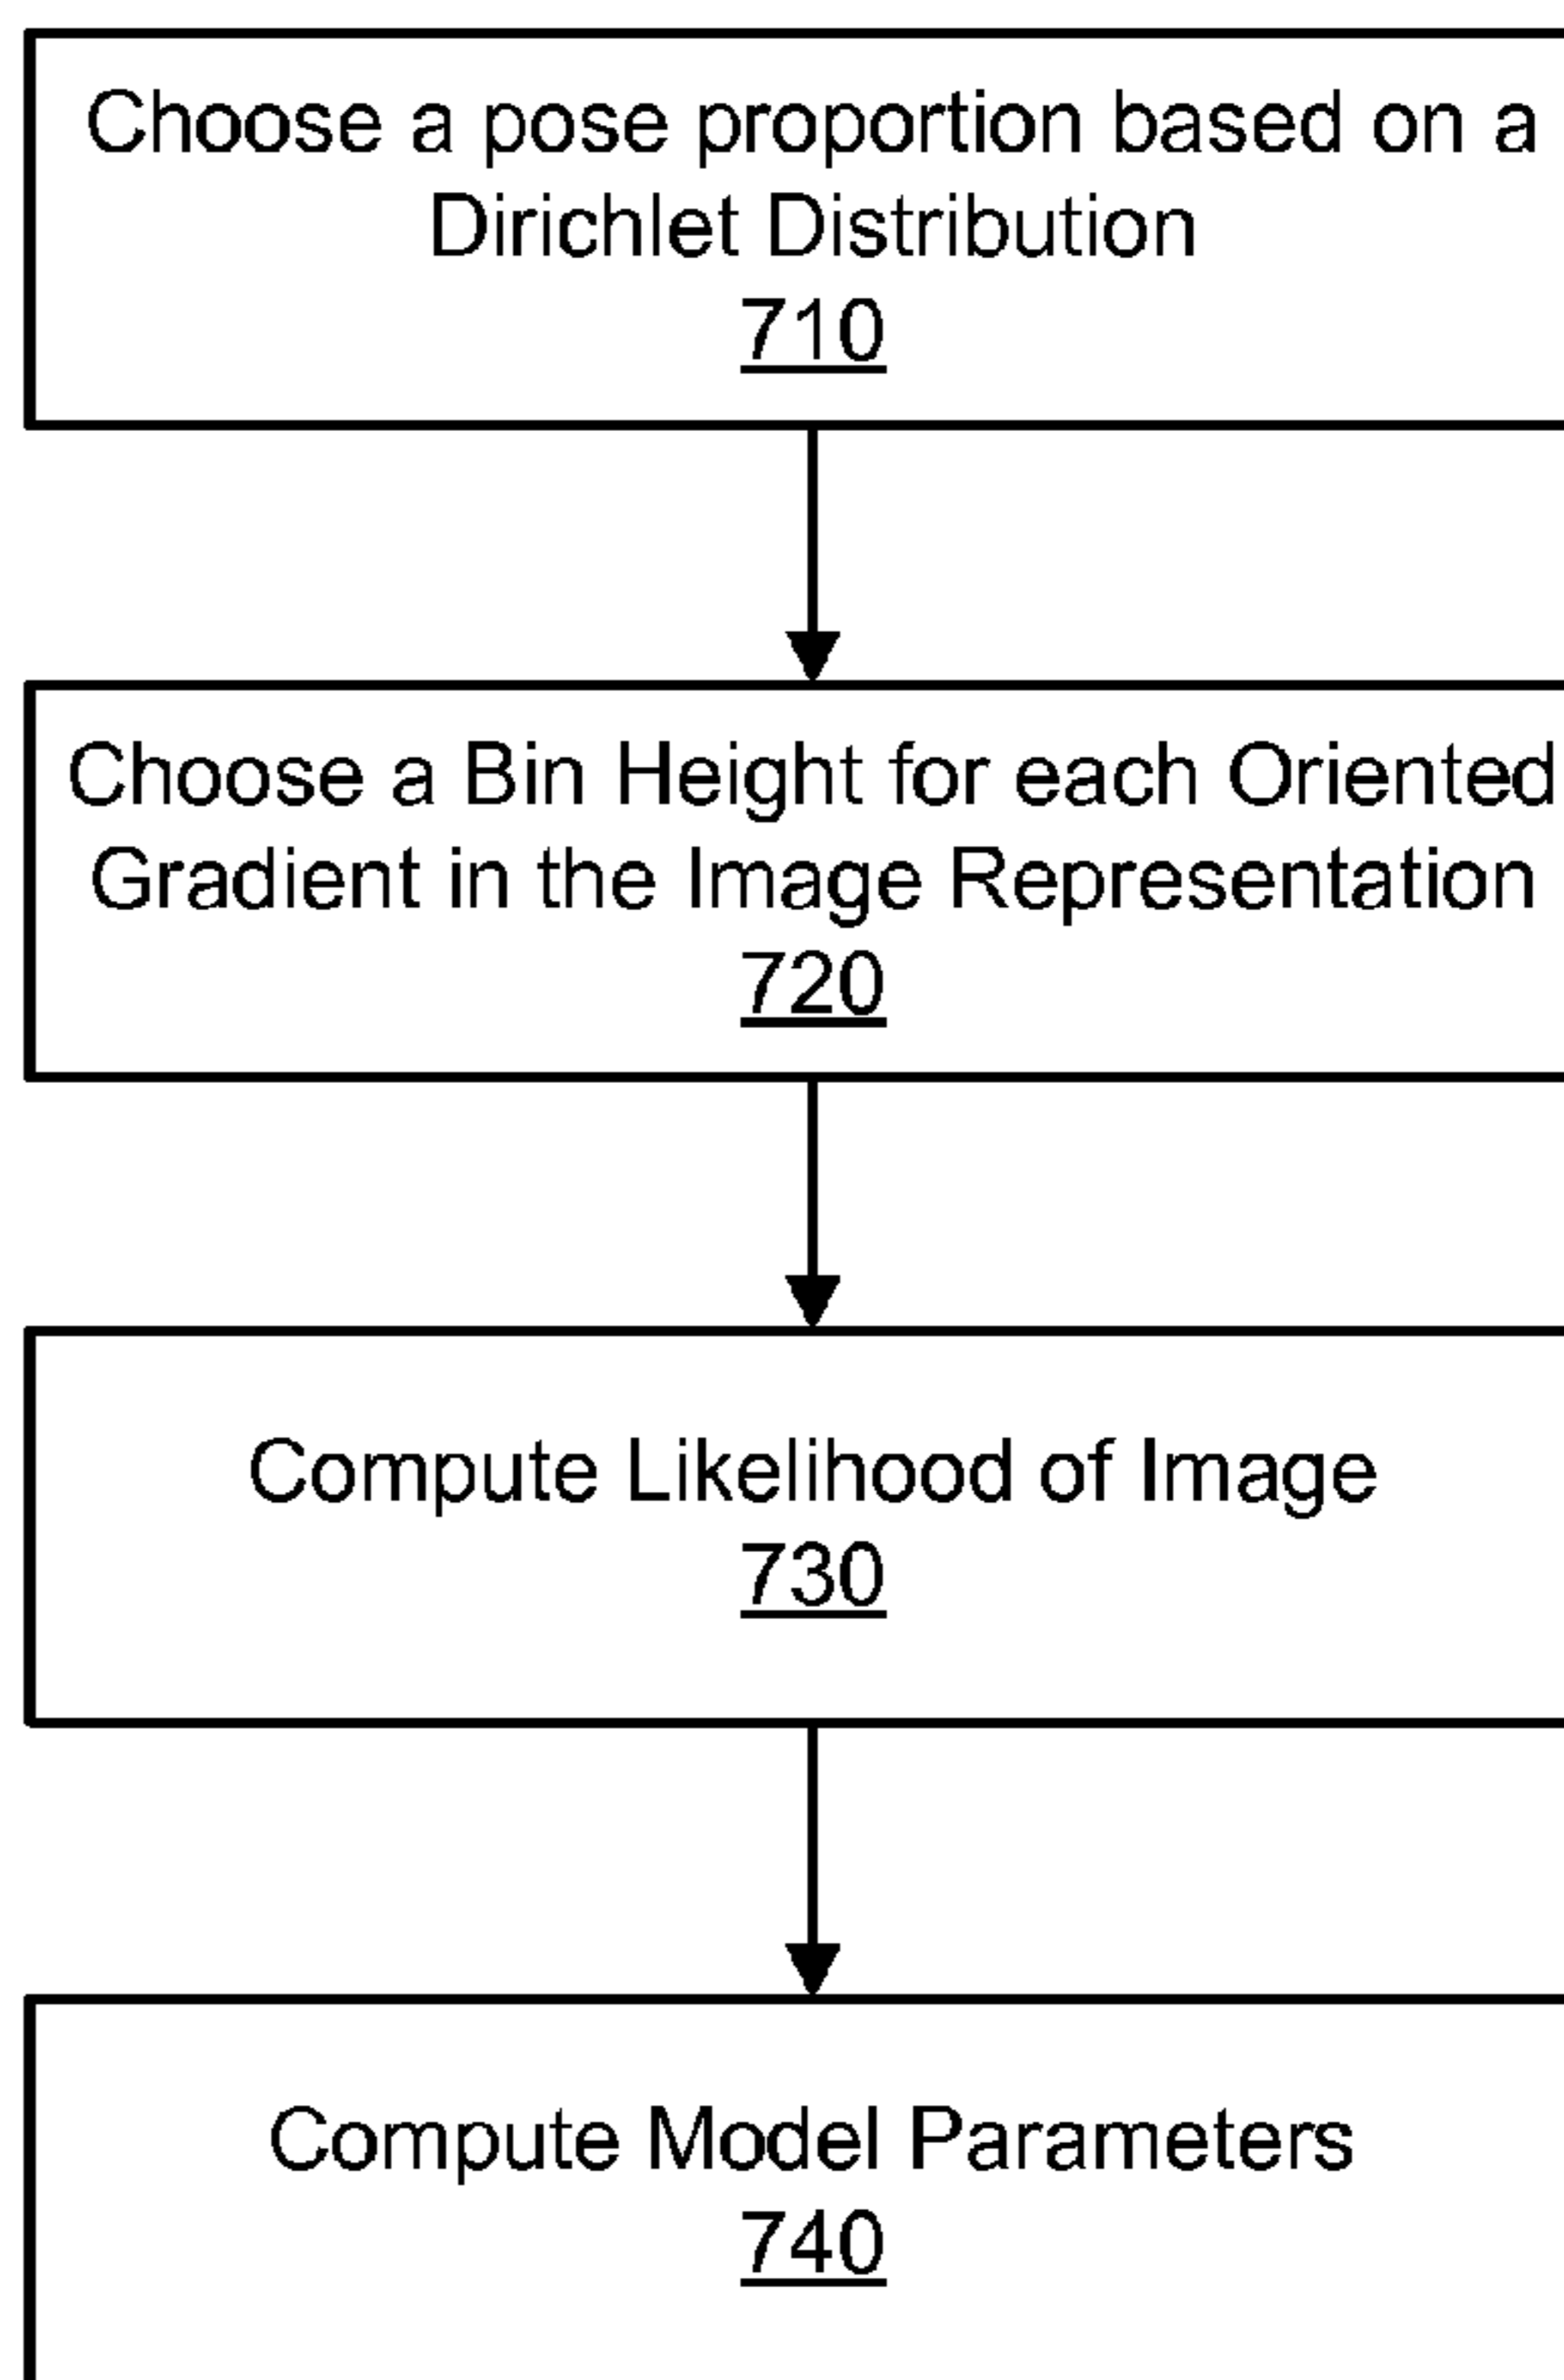 Choose a pose proportion based on a
Dirichlet Distribution
710
Choose a Bin Height for each Oriented
Gradient in the Image Representation
720
Compute Likelihood of Image
730
Compute Model Parameters
740